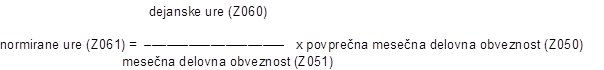 dejanske ure (Z060)
normirane ure (Z061) = ——————————— x povprečna mesečna delovna obveznost (Z050)
mesečna delovna obveznost (Z051)